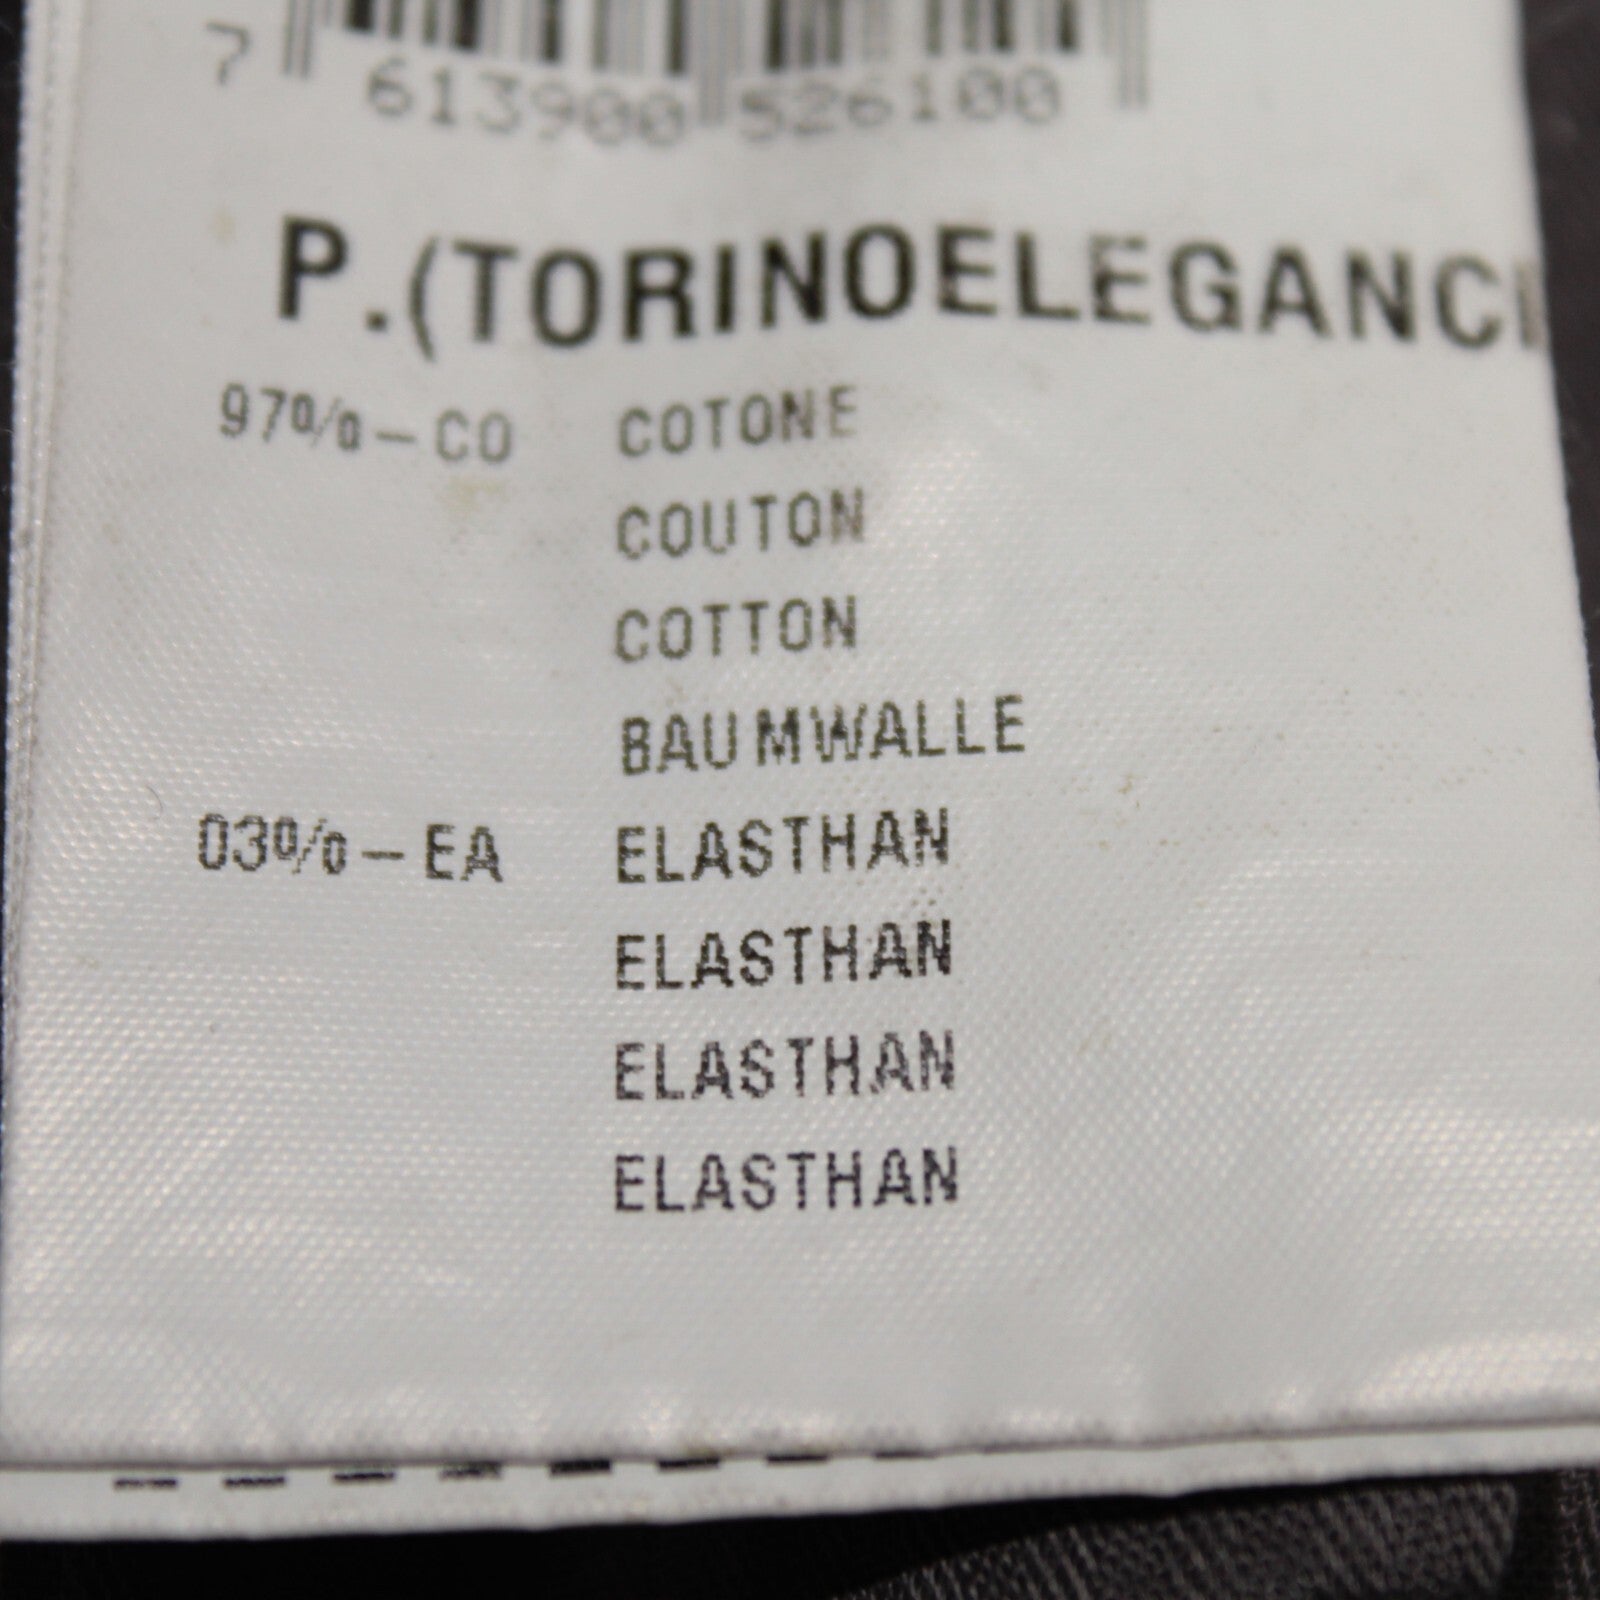 7 613900 526100
P.(TORINOELEGANC
97%-CO COTONE
COUTON
COTTON
BAUMWALLE
03%-EA ELASTHAN
ELASTHAN
ELASTHAN
ELASTHAN